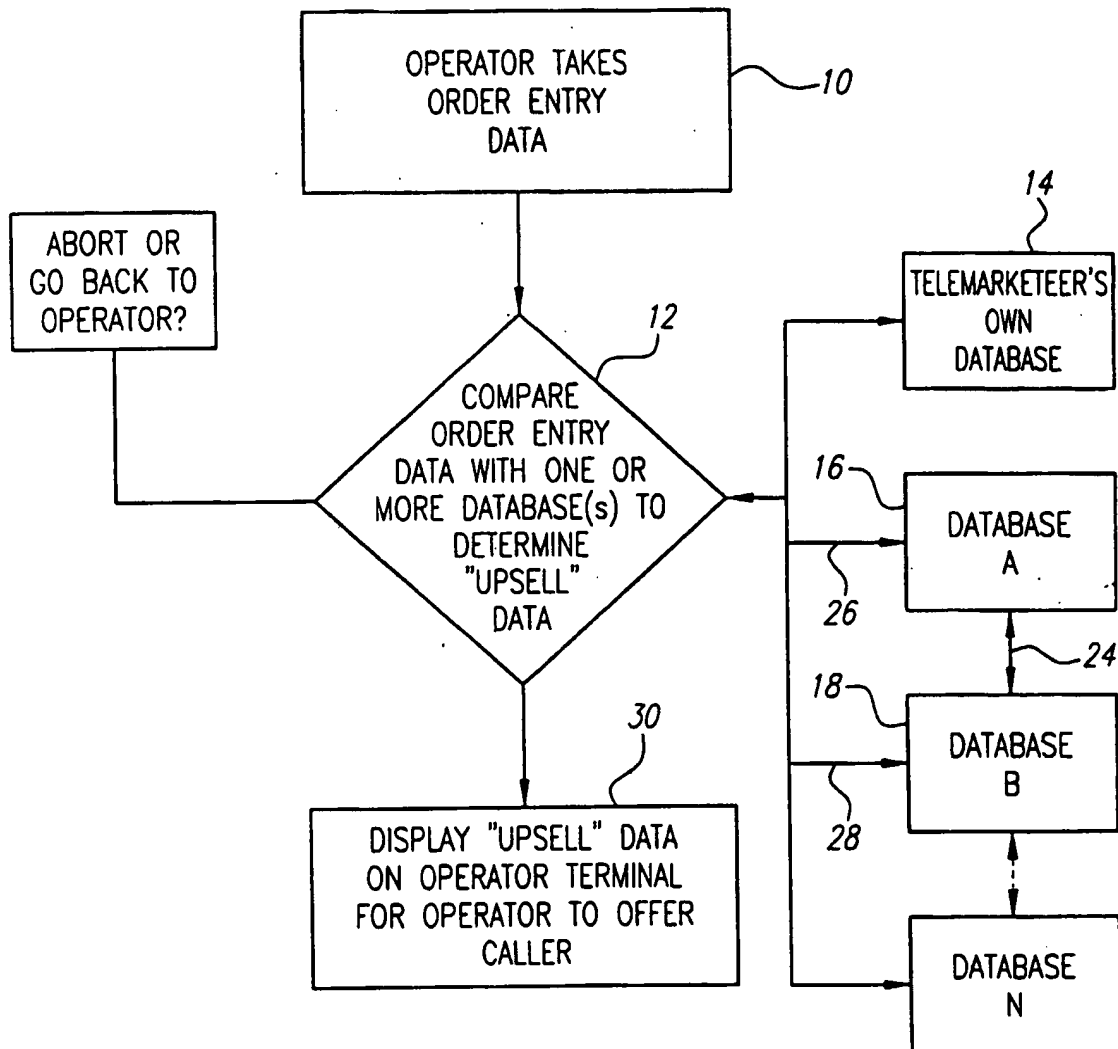 OPERATOR TAKES
ORDER ENTRY
DATA
10
ABORT OR
GO BACK TO
OPERATOR?
12
COMPARE
ORDER ENTRY
DATA WITH ONE OR
MORE DATABASE(s) TO
DETERMINE
"UPSELL"
DATA
14
TELEMARKETEER'S
OWN
DATABASE
16
DATABASE
A
26
24
18
DATABASE
B
28
30
DISPLAY "UPSELL" DATA
ON OPERATOR TERMINAL
FOR OPERATOR TO OFFER
CALLER
DATABASE
N